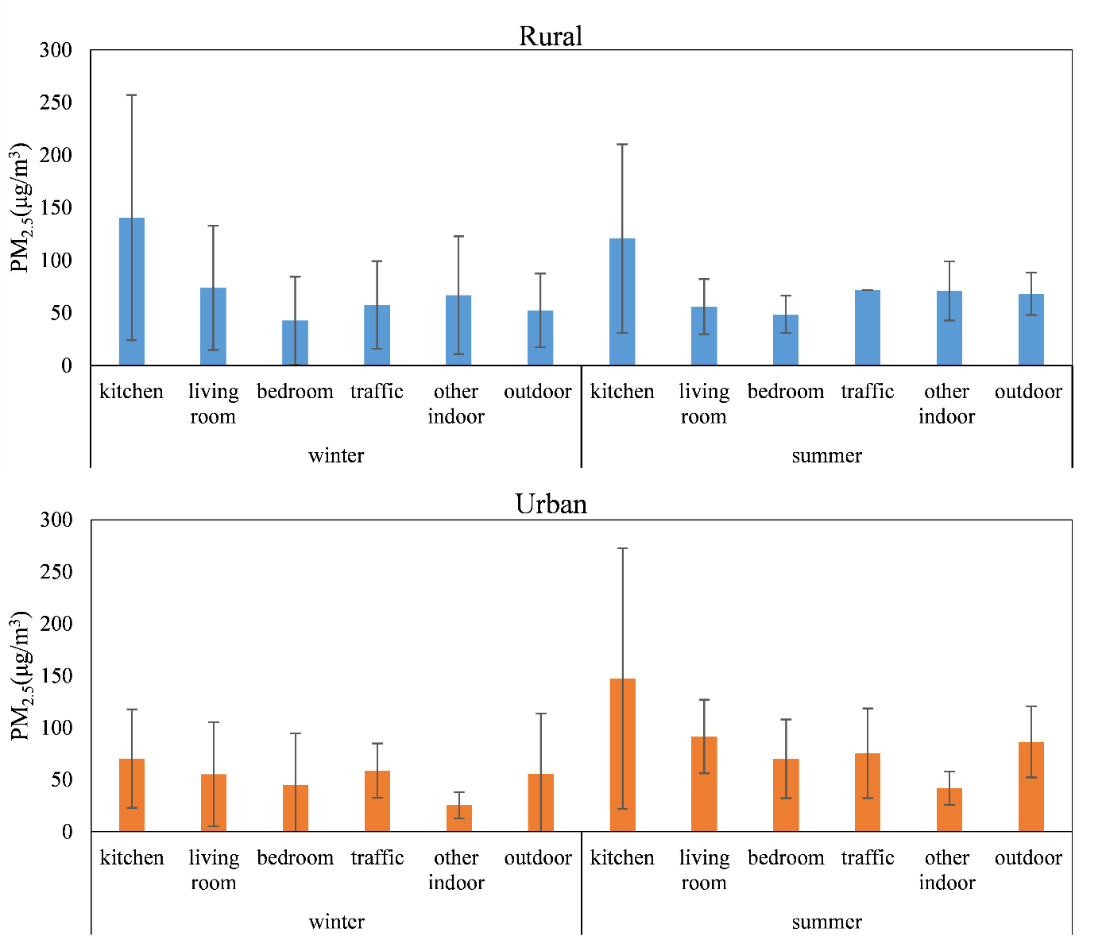 Rural
300
250
200
150
100
50
0
PM2.5(μg/m³)
kitchen living room bedroom traffic other indoor outdoor kitchen living room bedroom traffic other indoor outdoor
winter summer
Urban
300
250
200
150
100
50
0
PM2.5(μg/m³)
kitchen living room bedroom traffic other indoor outdoor kitchen living room bedroom traffic other indoor outdoor
winter summer